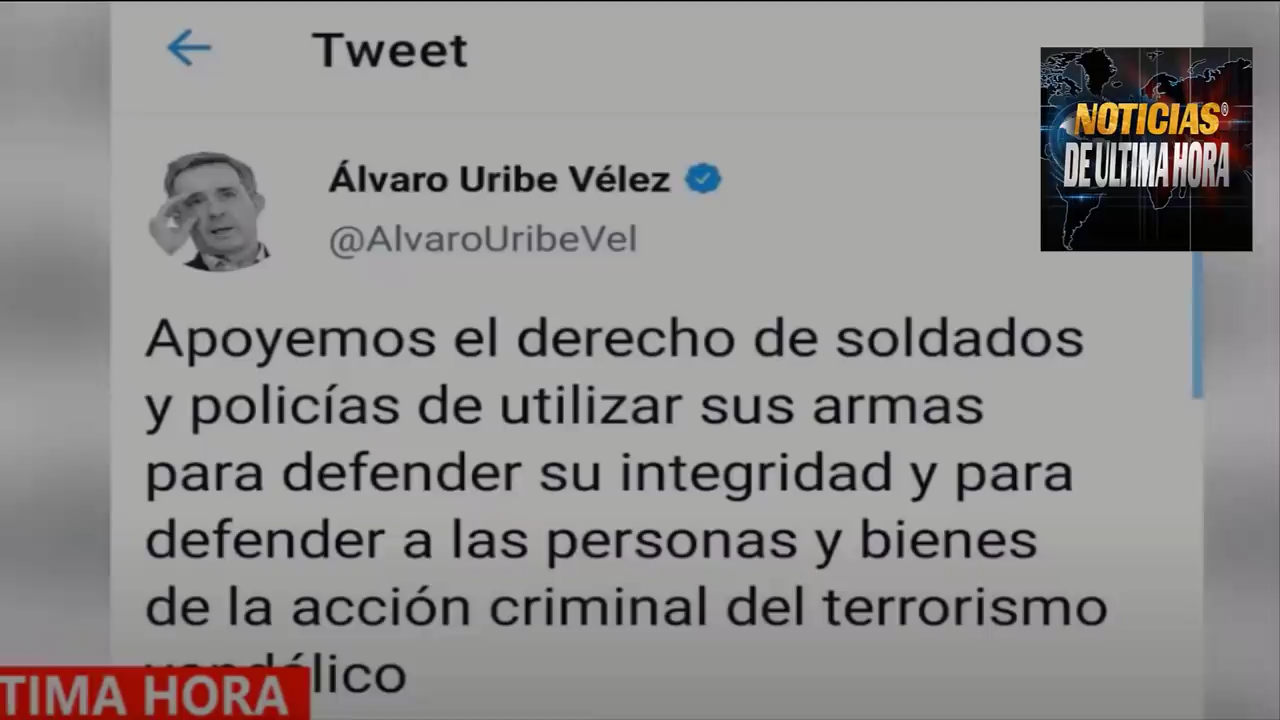 Tweet
NOTICIAS®
DE ULTIMA HORA
Álvaro Uribe Vélez
@AlvaroUribeVel
Apoyemos el derecho de soldados
y policías de utilizar sus armas
para defender su integridad y para
defender a las personas y bienes
de la acción criminal del terrorismo
vandálico
TIMA HORA